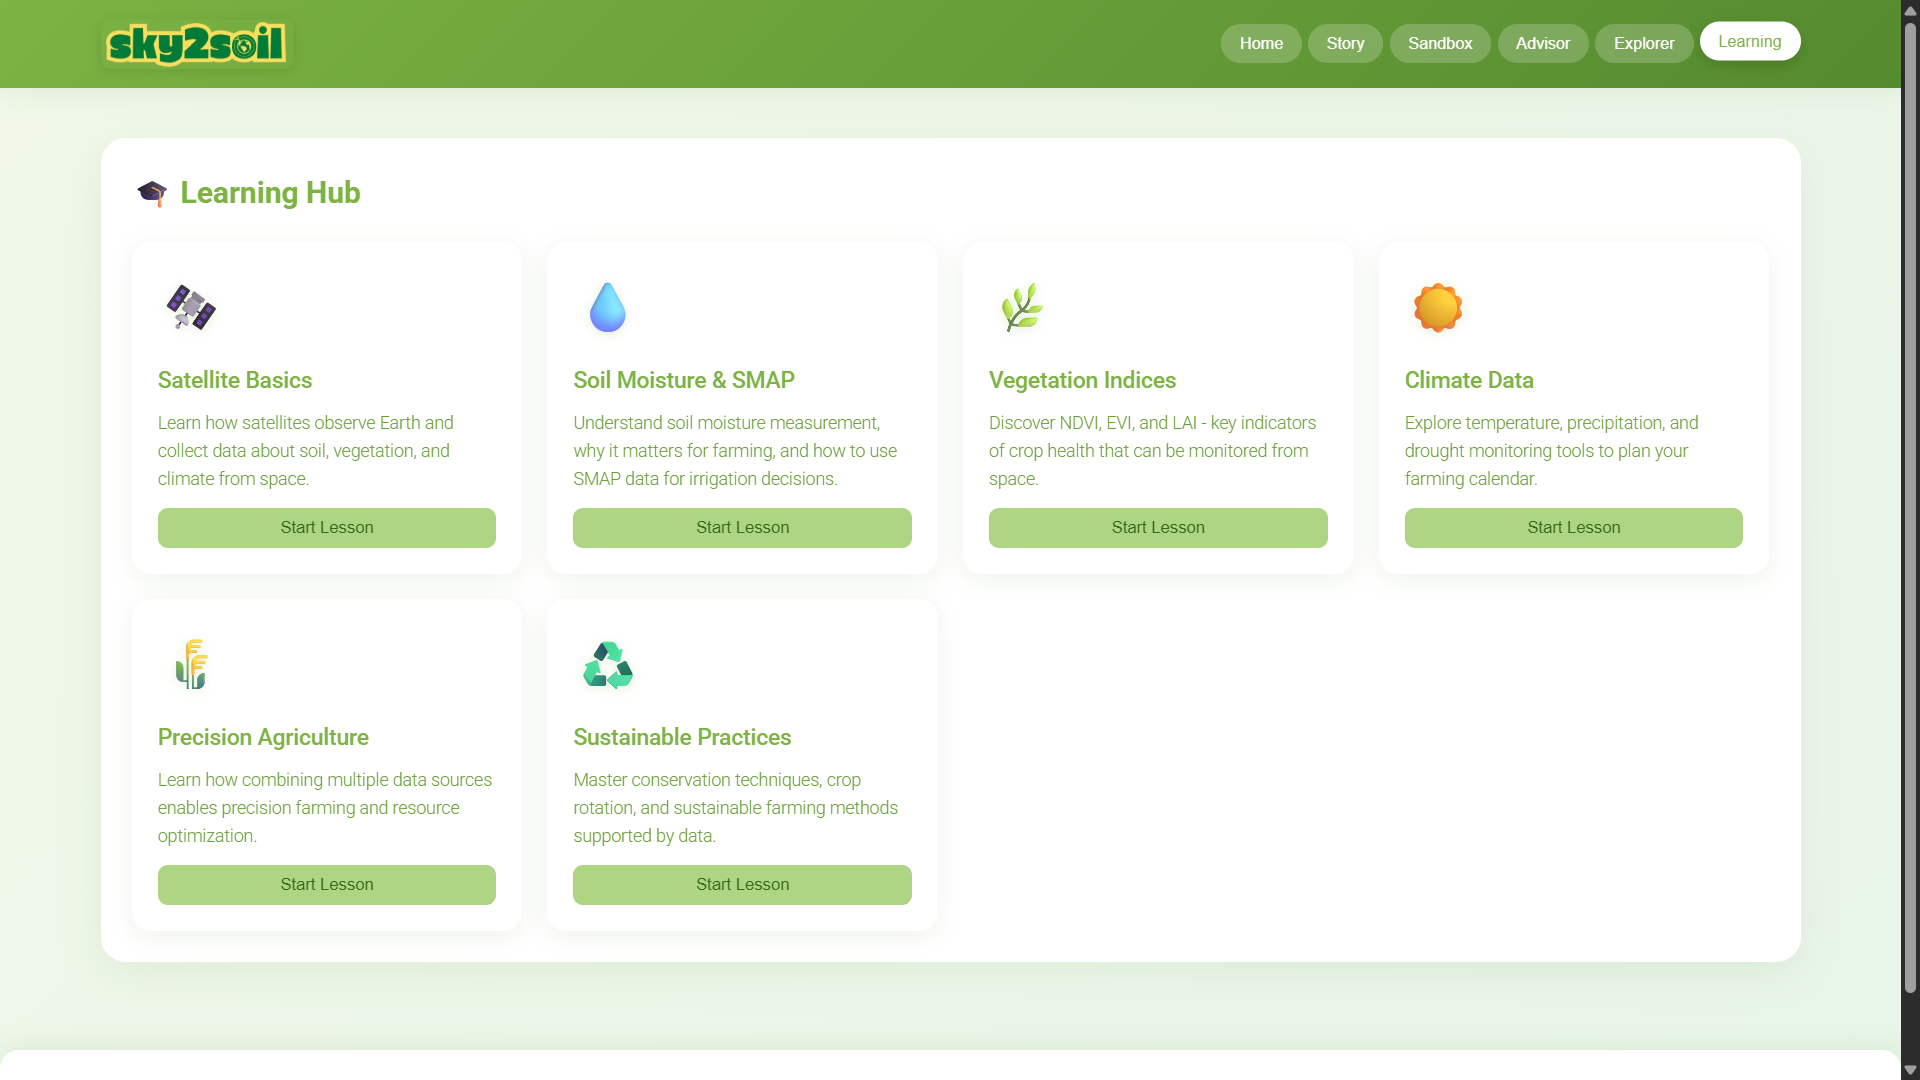 sky2soil
Home
Story
Sandbox
Advisor
Explorer
Learning
Learning Hub
Satellite Basics
Learn how satellites observe Earth and
collect data about soil, vegetation, and
climate from space.
Start Lesson
Soil Moisture & SMAP
Understand soil moisture measurement,
why it matters for farming, and how to use
SMAP data for irrigation decisions.
Start Lesson
Vegetation Indices
Discover NDVI, EVI, and LAI - key indicators
of crop health that can be monitored from
space.
Start Lesson
Climate Data
Explore temperature, precipitation, and
drought monitoring tools to plan your
farming calendar.
Start Lesson
Precision Agriculture
Learn how combining multiple data sources
enables precision farming and resource
optimization.
Start Lesson
Sustainable Practices
Master conservation techniques, crop
rotation, and sustainable farming methods
supported by data.
Start Lesson